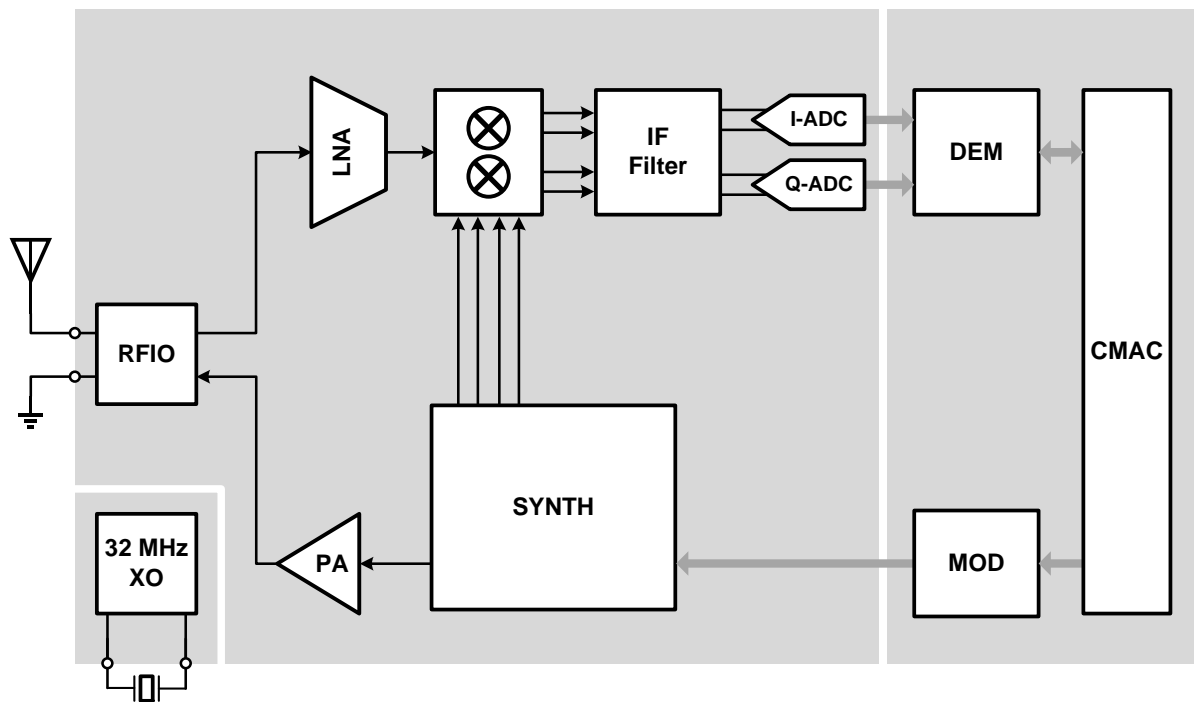 LNA
IF
Filter
I-ADC
Q-ADC
DEM
CMAC
RFIO
SYNTH
32 MHz
XO
PA
MOD